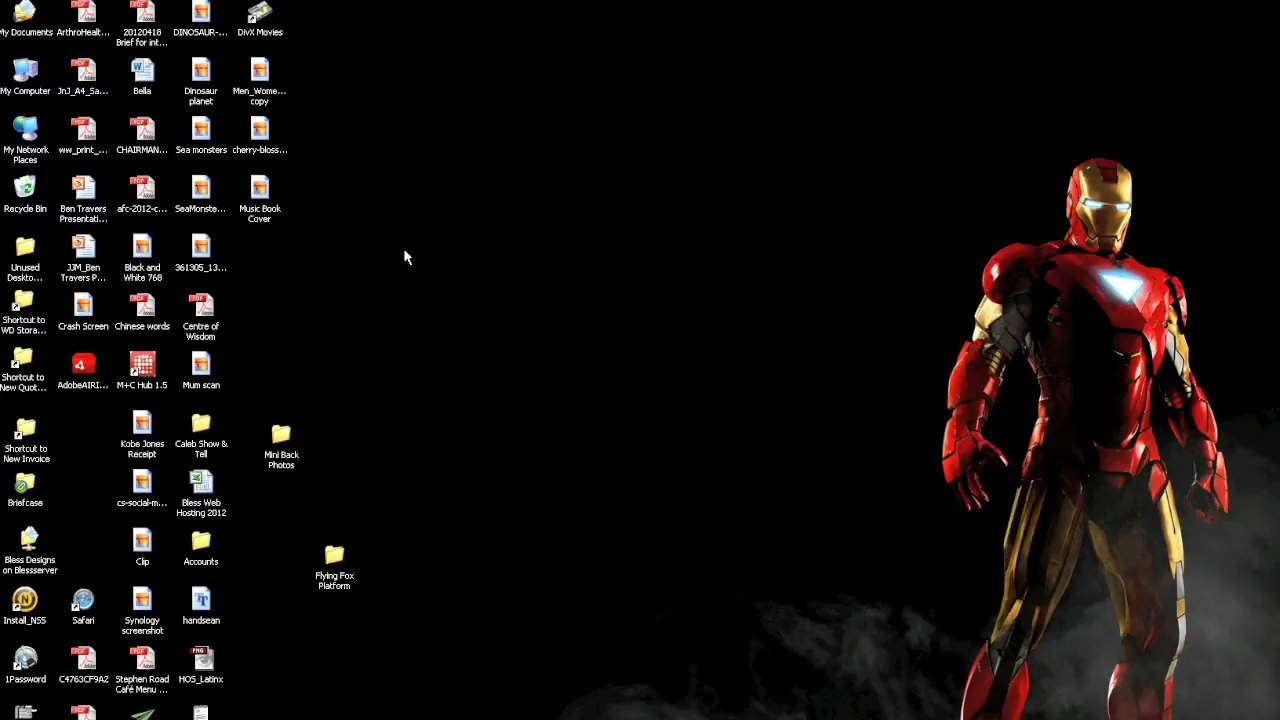 My Documents
ArthroHealt...
20120418
Brief for int...
DINOSAUR-...
DivX Movies
My Computer
JnJ_A4_Sa...
Bella
Dinosaur
planet
Men_Wome...
copy
My Network
Places
ww_print_...
CHAIRMAN...
Sea monsters
cherry-bloss...
Recycle Bin
Ben Travers
Presentati...
afc-2012-c...
SeaMonste...
Music Book
Cover
Unused
Deskto...
JJM_Ben
Travers P...
Black and
White 768
361305_13...
Shortcut to
WD Stora...
Crash Screen
Chinese words
Centre of
Wisdom
Shortcut to
New Quot...
AdobeAIRI...
M+C Hub 1.5
Mum scan
Shortcut to
New Invoice
Kobe Jones
Receipt
Caleb Show &
Tell
Mini Back
Photos
Briefcase
cs-social-m...
Bless Web
Hosting 2012
Bless Designs
on Blessserver
Clip
Accounts
Flying Fox
Platform
Install_NSS
Safari
Synology
screenshot
handsean
1Password
C4763CF9A2
Stephen Road
Café Menu ...
HOS_Latinx